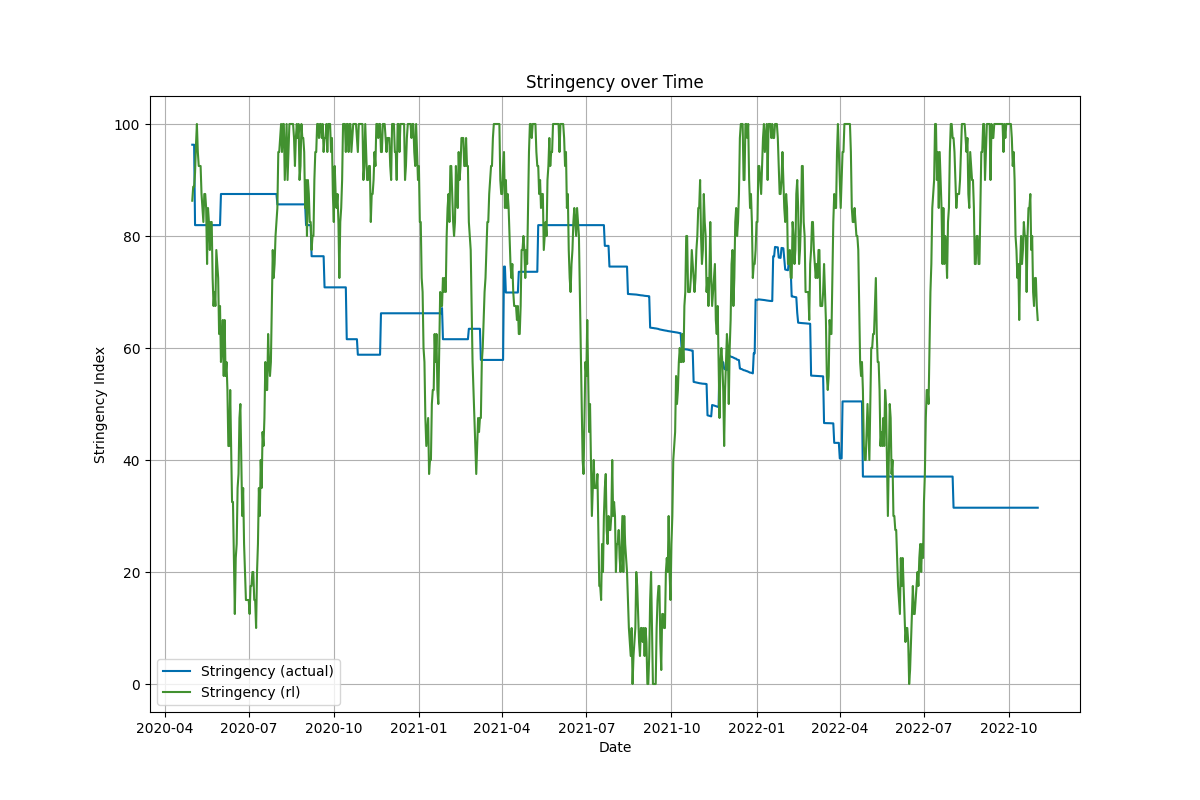 Stringency over Time
Stringency Index
100
80
60
40
20
0
Stringency (actual)
Stringency (rl)
2020-04 2020-07 2020-10 2021-01 2021-04 2021-07 2021-10 2022-01 2022-04 2022-07 2022-10
Date